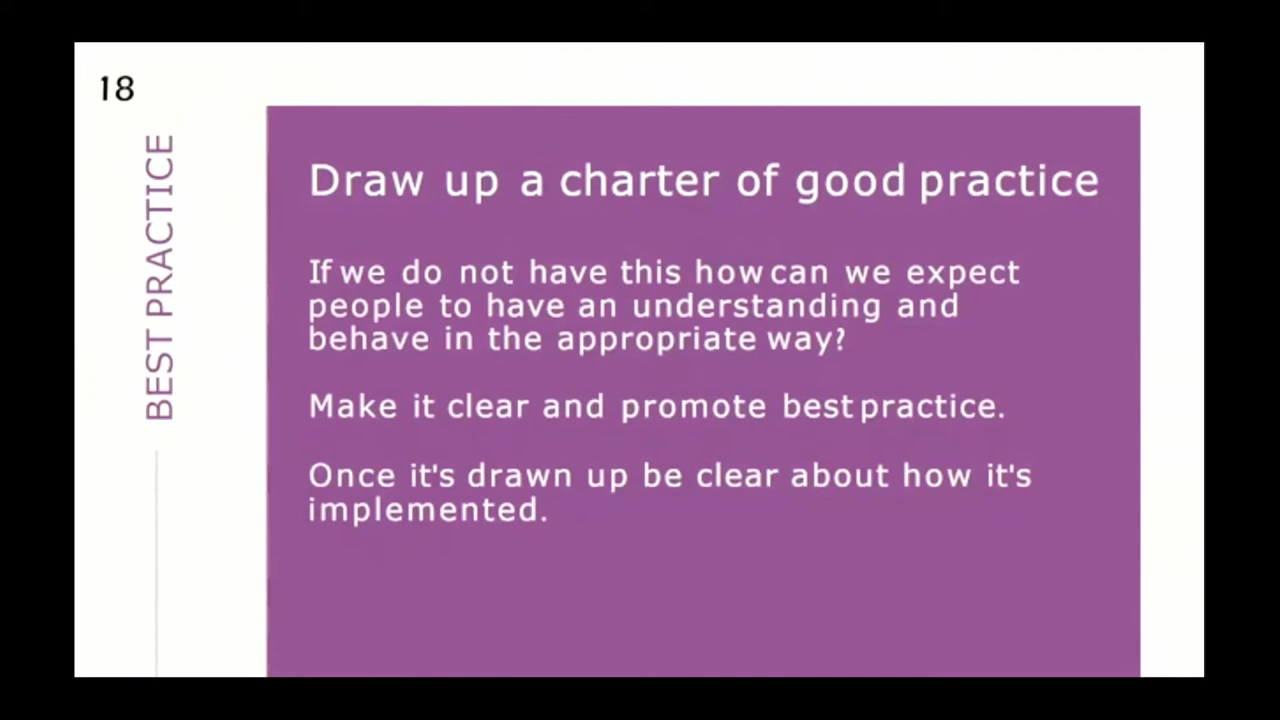 18
BEST PRACTICE
Draw up a charter of good practice
If we do not have this how can we expect
people to have an understanding and
behave in the appropriate way?
Make it clear and promote best practice.
Once it's drawn up be clear about how it's
implemented.